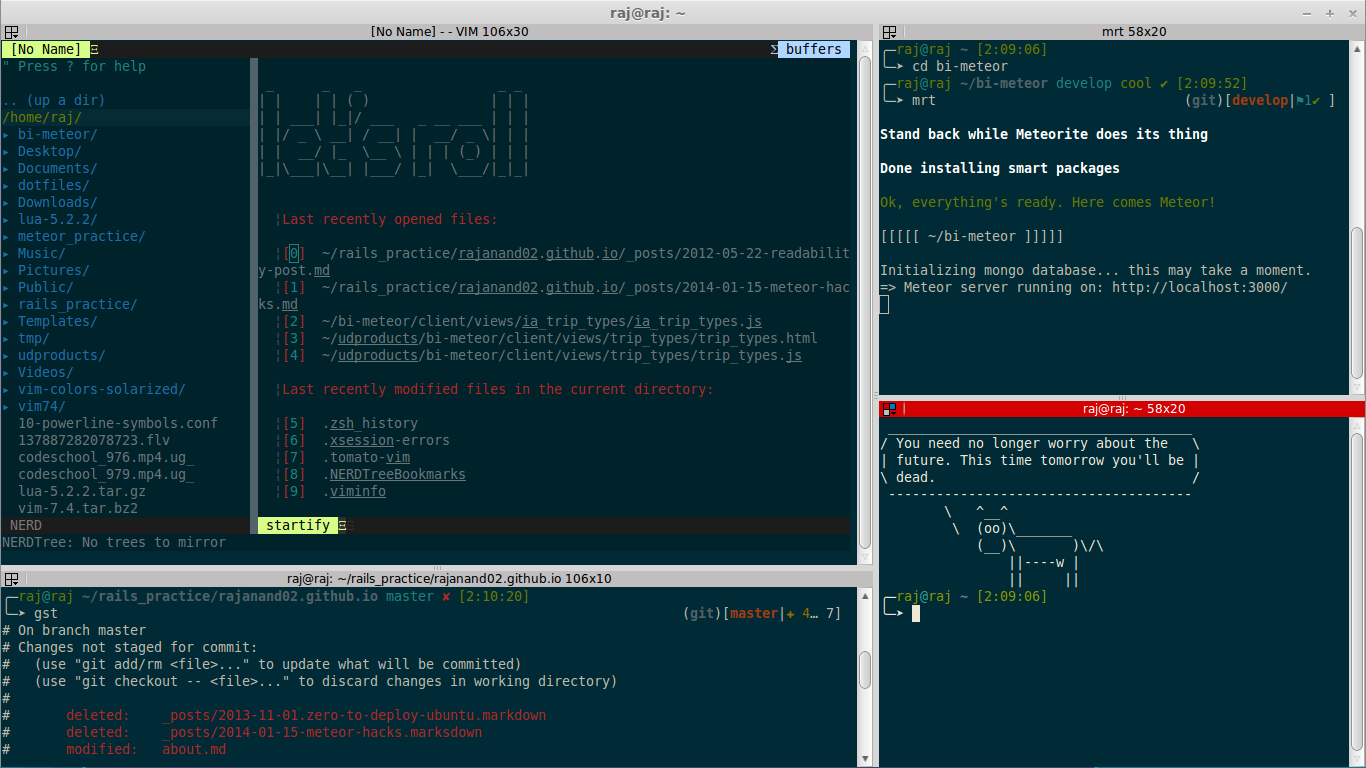 raj@raj: ~
[No Name] - - VIM 106x30
[No Name]
buffers
" Press ? for help
.. (up a dir)
/home/raj/
▸ bi-meteor/
▸ Desktop/
▸ Documents/
▸ dotfiles/
▸ Downloads/
▸ lua-5.2.2/
▸ meteor_practice/
▸ Music/
▸ Pictures/
▸ Public/
▸ rails_practice/
▸ Templates/
▸ tmp/
▸ udproducts/
▸ Videos/
▸ vim-colors-solarized/
▸ vim74/
10-powerline-symbols.conf
137887282078723.flv
codeschool_976.mp4.ug_
codeschool_979.mp4.ug_
lua-5.2.2.tar.gz
vim-7.4.tar.bz2
NERD
¦Last recently opened files:
¦[0]  ~/rails_practice/rajanand02.github.io/_posts/2012-05-22-readabilit
y-post.md
¦[1]  ~/rails_practice/rajanand02.github.io/_posts/2014-01-15-meteor-hac
ks.md
¦[2]  ~/bi-meteor/client/views/ia_trip_types/ia_trip_types.js
¦[3]  ~/udproducts/bi-meteor/client/views/trip_types/trip_types.html
¦[4]  ~/udproducts/bi-meteor/client/views/trip_types/trip_types.js
¦Last recently modified files in the current directory:
¦[5]  .zsh_history
¦[6]  .xsession-errors
¦[7]  .tomato-vim
¦[8]  .NERDTreeBookmarks
¦[9]  .viminfo
startify
NERDTree: No trees to mirror
raj@raj: ~/rails_practice/rajanand02.github.io 106x10
╭─raj@raj ~/rails_practice/rajanand02.github.io master ✘ [2:10:20]
╰─➤ gst (git)[master|✚ 4… 7]
# On branch master
# Changes not staged for commit:
#   (use "git add/rm <file>..." to update what will be committed)
#   (use "git checkout -- <file>..." to discard changes in working directory)
#
#       deleted:    _posts/2013-11-01.zero-to-deploy-ubuntu.markdown
#       deleted:    _posts/2014-01-15-meteor-hacks.marksdown
#       modified:   about.md
mrt 58x20
╭─raj@raj ~ [2:09:06]
╰─➤ cd bi-meteor
╭─raj@raj ~/bi-meteor develop cool ✔ [2:09:52]
╰─➤ mrt (git)[develop|⚑1✔ ]
Stand back while Meteorite does its thing
Done installing smart packages
Ok, everything's ready. Here comes Meteor!
[[[[[ ~/bi-meteor ]]]]]
Initializing mongo database... this may take a moment.
=> Meteor server running on: http://localhost:3000/
raj@raj: ~ 58x20
/ You need no longer worry about the   \
| future. This time tomorrow you'll be |
\ dead.                                /
 --------------------------------------
        \   ^__^
         \  (oo)\_______
            (__)\       )\/\
                ||----w |
                ||     ||
╭─raj@raj ~ [2:09:06]
╰─➤